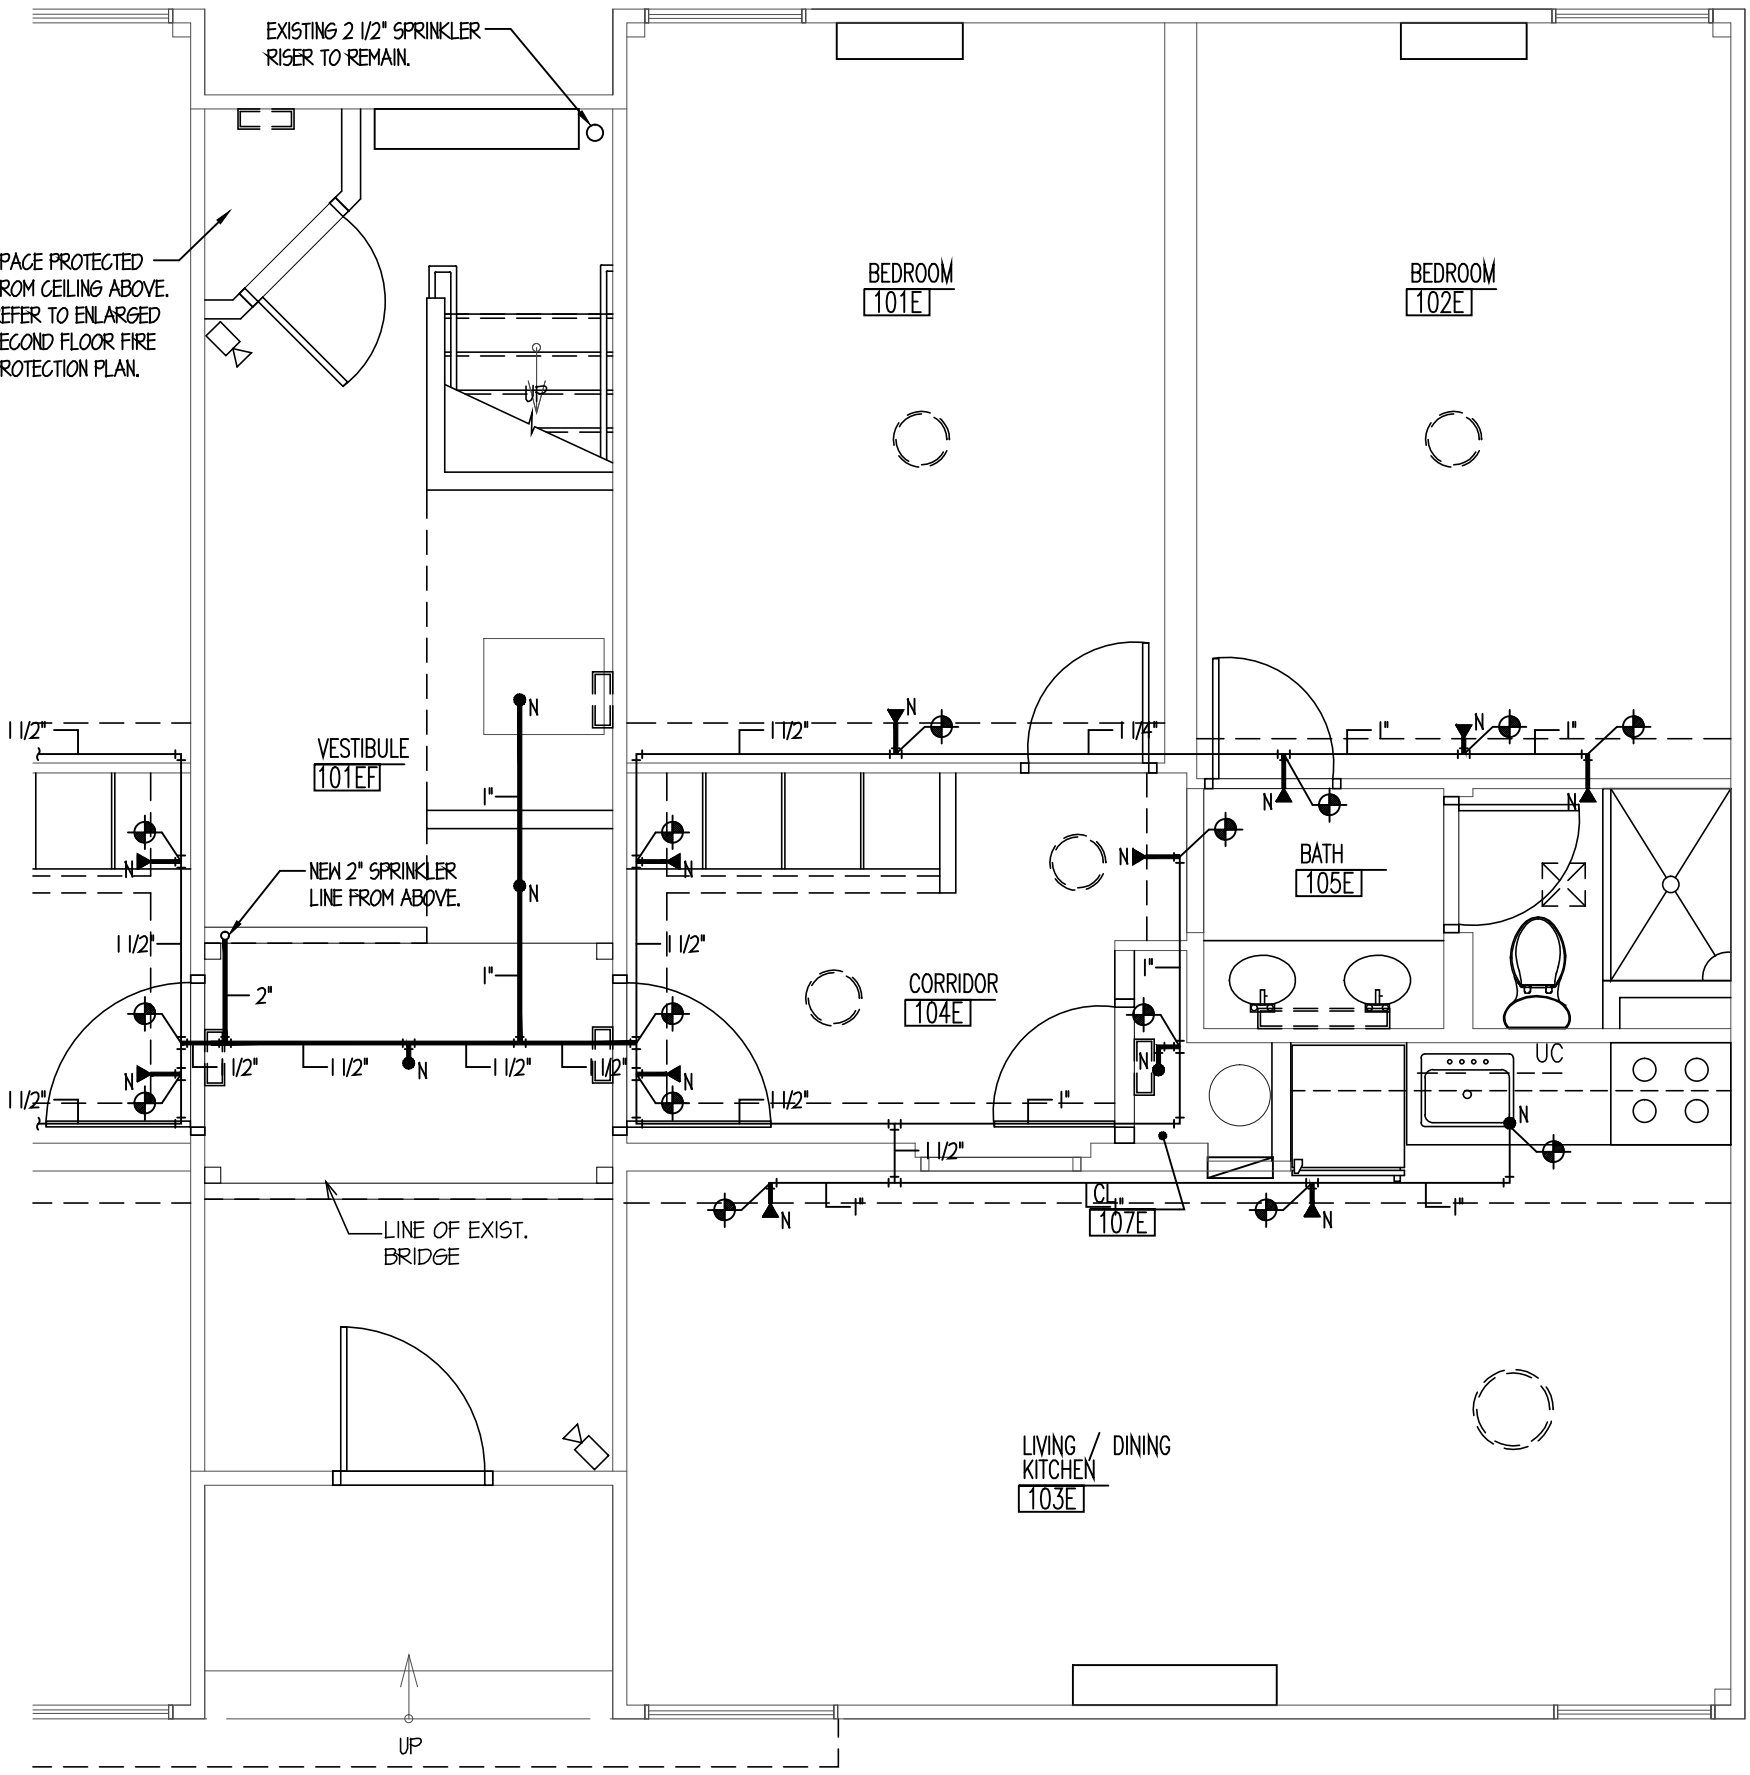 EXISTING 2 1/2" SPRINKLER
RISER TO REMAIN.
PACE PROTECTED
ROM CEILING ABOVE.
EFER TO ENLARGED
ECOND FLOOR FIRE
ROTECTION PLAN.
BEDROOM
101E
BEDROOM
102E
UP
N
N
N
1 1/2"
1 1/2"
1 1/4"
1"
1"
VESTIBULE
101EF
1"
N
N
N
N
N
N
BATH
105E
NEW 2" SPRINKLER
LINE FROM ABOVE.
N
1 1/2"
1 1/2"
1"
1"
CORRIDOR
104E
2"
1 1/2"
1 1/2"
N
1 1/2"
1 1/2"
N
N
N
UC
1 1/2"
1 1/2"
1"
N
1 1/2"
1"
CL
1"
107E
1"
N
N
LINE OF EXIST.
BRIDGE
LIVING / DINING
KITCHEN
103E
UP